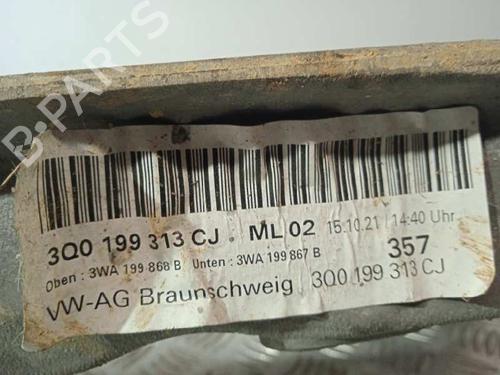 B-PARTS
3Q0 199 313 CJ ML 02 15.10.21 14:40 Uhr
Oben : 3WA 199 868 B Unten : 3WA 199 867 B 357
VW-AG Braunschweig 3Q0 199 313 CJ